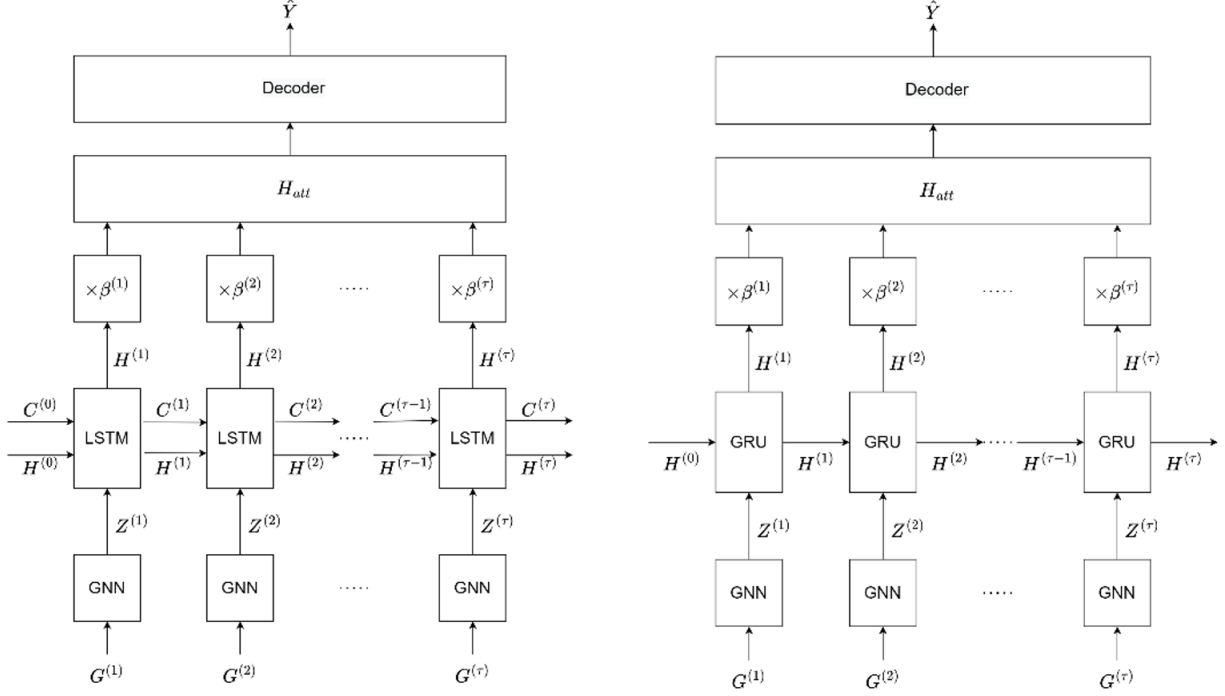 Ŷ
Decoder
H_att
×β^(1) ×β^(2) ..... ×β^(τ)
H^(1) H^(2) H^(τ)
C^(0) C^(1) C^(2) C^(τ−1) C^(τ)
LSTM LSTM ..... LSTM
H^(0) H^(1) H^(2) H^(τ−1) H^(τ)
Z^(1) Z^(2) Z^(τ)
GNN GNN ..... GNN
G^(1) G^(2) G^(τ)
Ŷ
Decoder
H_att
×β^(1) ×β^(2) ..... ×β^(τ)
H^(1) H^(2) H^(τ)
GRU GRU ..... GRU
H^(0) H^(1) H^(2) H^(τ−1) H^(τ)
Z^(1) Z^(2) Z^(τ)
GNN GNN ..... GNN
G^(1) G^(2) G^(τ)